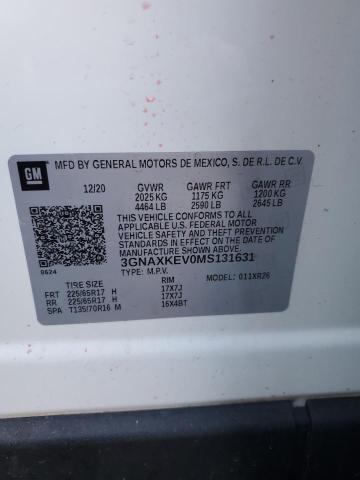 GM
MFD BY GENERAL MOTORS DE MEXICO, S. DE R.L. DE C.V.
12/20 GVWR GAWR FRT GAWR RR
2025 KG 1175 KG 1200 KG
4464 LB 2590 LB 2645 LB
THIS VEHICLE CONFORMS TO ALL
APPLICABLE U.S. FEDERAL MOTOR
VEHICLE SAFETY, BUMPER, AND
THEFT PREVENTION STANDARDS IN
EFFECT ON THE DATE OF
MANUFACTURE SHOWN ABOVE.
3GNAXKEV0MS131631
8624 TYPE: M.P.V. 011XR26
TIRE SIZE RIM
FRT 225/65R17 H 17X7J
RR 225/65R17 H 17X7J
SPA T135/70R16 M 16X4BT